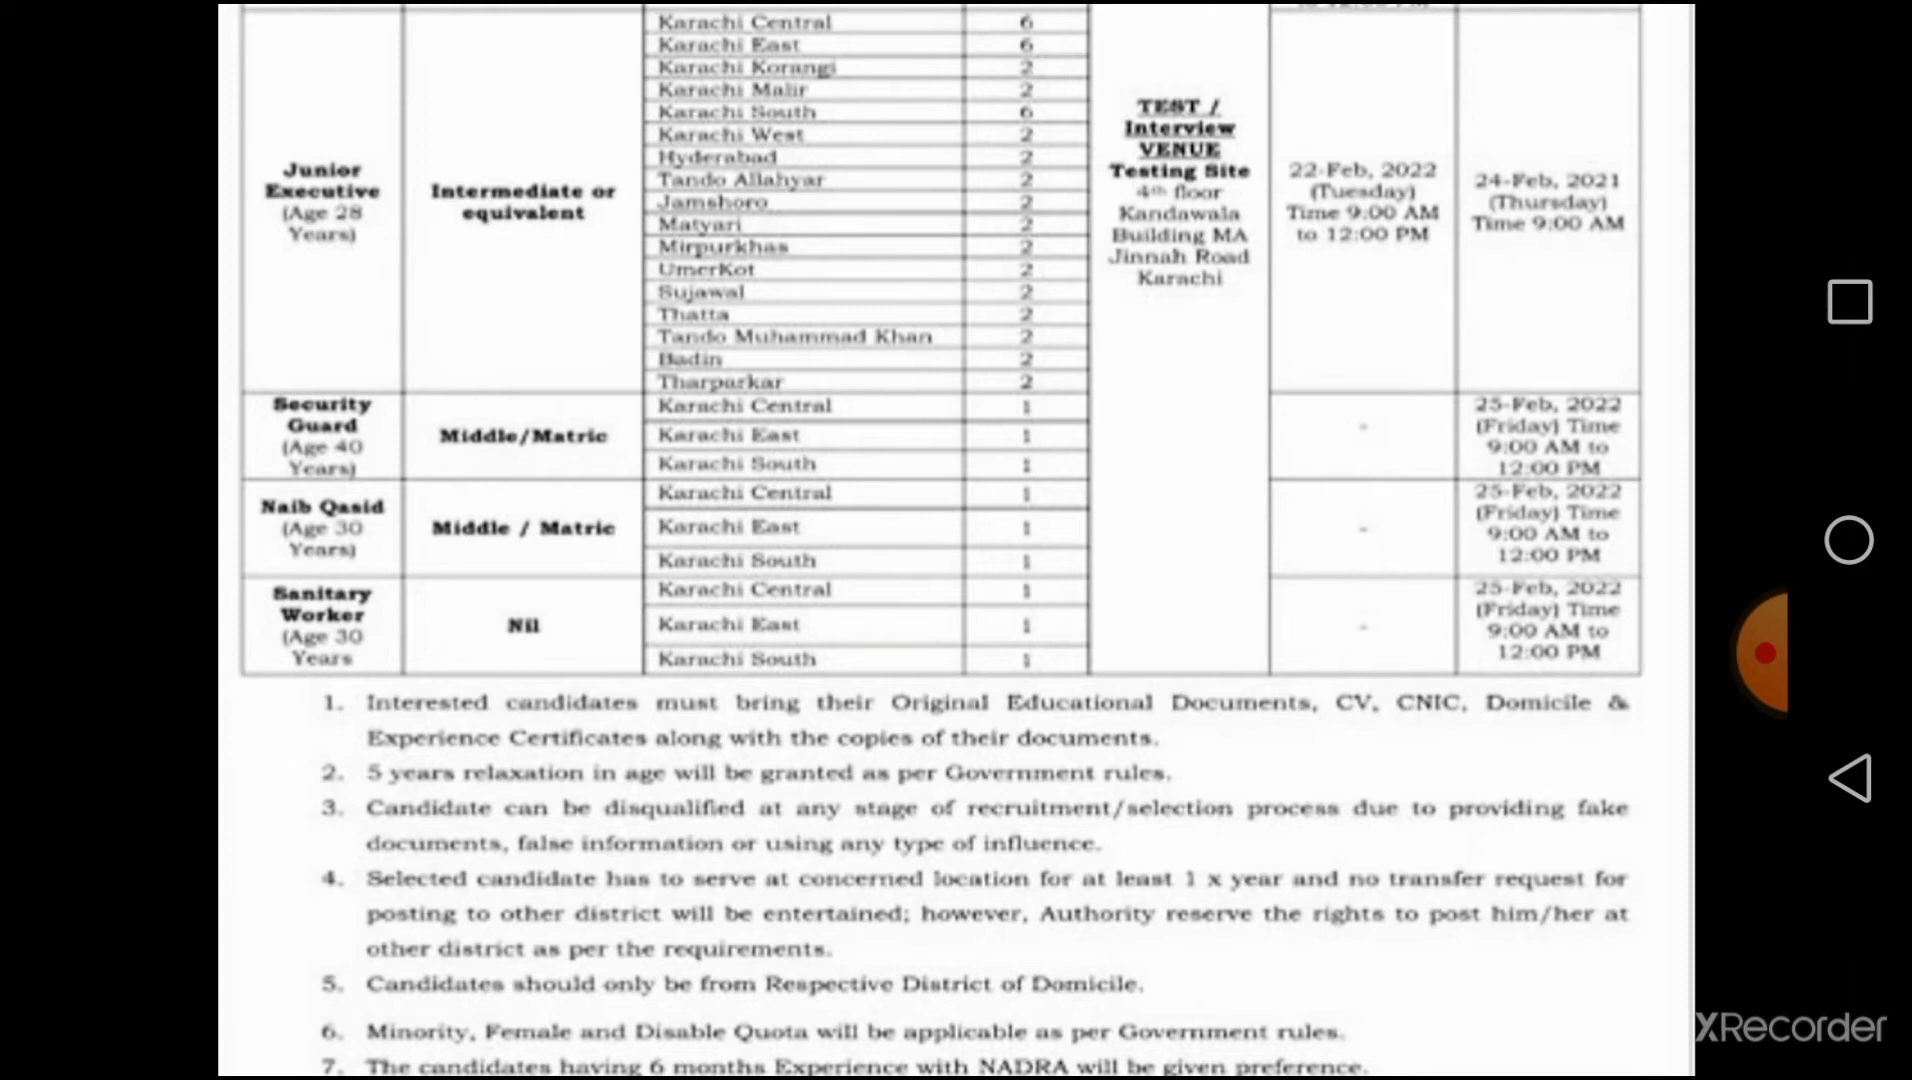 to 12:00 PM
Junior
Executive
(Age 28
Years)
Intermediate or
equivalent
Karachi Central 6
Karachi East 6
Karachi Korangi 2
Karachi Malir 2
Karachi South 6
Karachi West 2
Hyderabad 2
Tando Allahyar 2
Jamshoro 2
Matyari 2
Mirpurkhas 2
UmerKot 2
Sujawal 2
Thatta 2
Tando Muhammad Khan 2
Badin 2
Tharparkar 2
TEST /
Interview
VENUE
Testing Site
4th floor
Kandawala
Building MA
Jinnah Road
Karachi
22-Feb, 2022
(Tuesday)
Time 9:00 AM
to 12:00 PM
24-Feb, 2021
(Thursday)
Time 9:00 AM
Security
Guard
(Age 40
Years)
Middle/Matric
Karachi Central 1
Karachi East 1
Karachi South 1
-
25-Feb, 2022
(Friday) Time
9:00 AM to
12:00 PM
Naib Qasid
(Age 30
Years)
Middle / Matric
Karachi Central 1
Karachi East 1
Karachi South 1
-
25-Feb, 2022
(Friday) Time
9:00 AM to
12:00 PM
Sanitary
Worker
(Age 30
Years
Nil
Karachi Central 1
Karachi East 1
Karachi South 1
-
25-Feb, 2022
(Friday) Time
9:00 AM to
12:00 PM
1. Interested candidates must bring their Original Educational Documents, CV, CNIC, Domicile &
Experience Certificates along with the copies of their documents.
2. 5 years relaxation in age will be granted as per Government rules.
3. Candidate can be disqualified at any stage of recruitment/selection process due to providing fake
documents, false information or using any type of influence.
4. Selected candidate has to serve at concerned location for at least 1 x year and no transfer request for
posting to other district will be entertained; however, Authority reserve the rights to post him/her at
other district as per the requirements.
5. Candidates should only be from Respective District of Domicile.
6. Minority, Female and Disable Quota will be applicable as per Government rules.
7. The candidates having 6 months Experience with NADRA will be given preference.
XRecorder